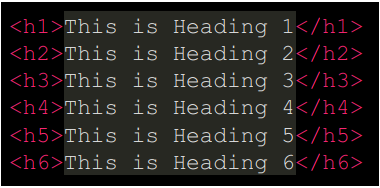 <h1>This is Heading 1</h1>
<h2>This is Heading 2</h2>
<h3>This is Heading 3</h3>
<h4>This is Heading 4</h4>
<h5>This is Heading 5</h5>
<h6>This is Heading 6</h6>